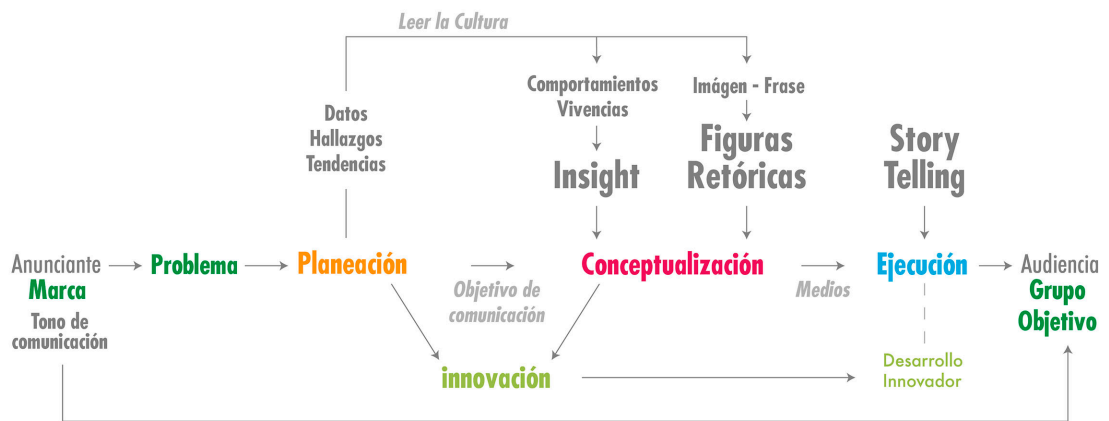 Leer la Cultura
Datos
Hallazgos
Tendencias
Comportamientos
Vivencias
Insight
Imágen - Frase
Figuras
Retóricas
Story
Telling
Anunciante
Marca
Tono de
comunicación
Problema
Planeación
Objetivo de
comunicación
Conceptualización
Medios
Ejecución
Audiencia
Grupo
Objetivo
innovación
Desarrollo
Innovador